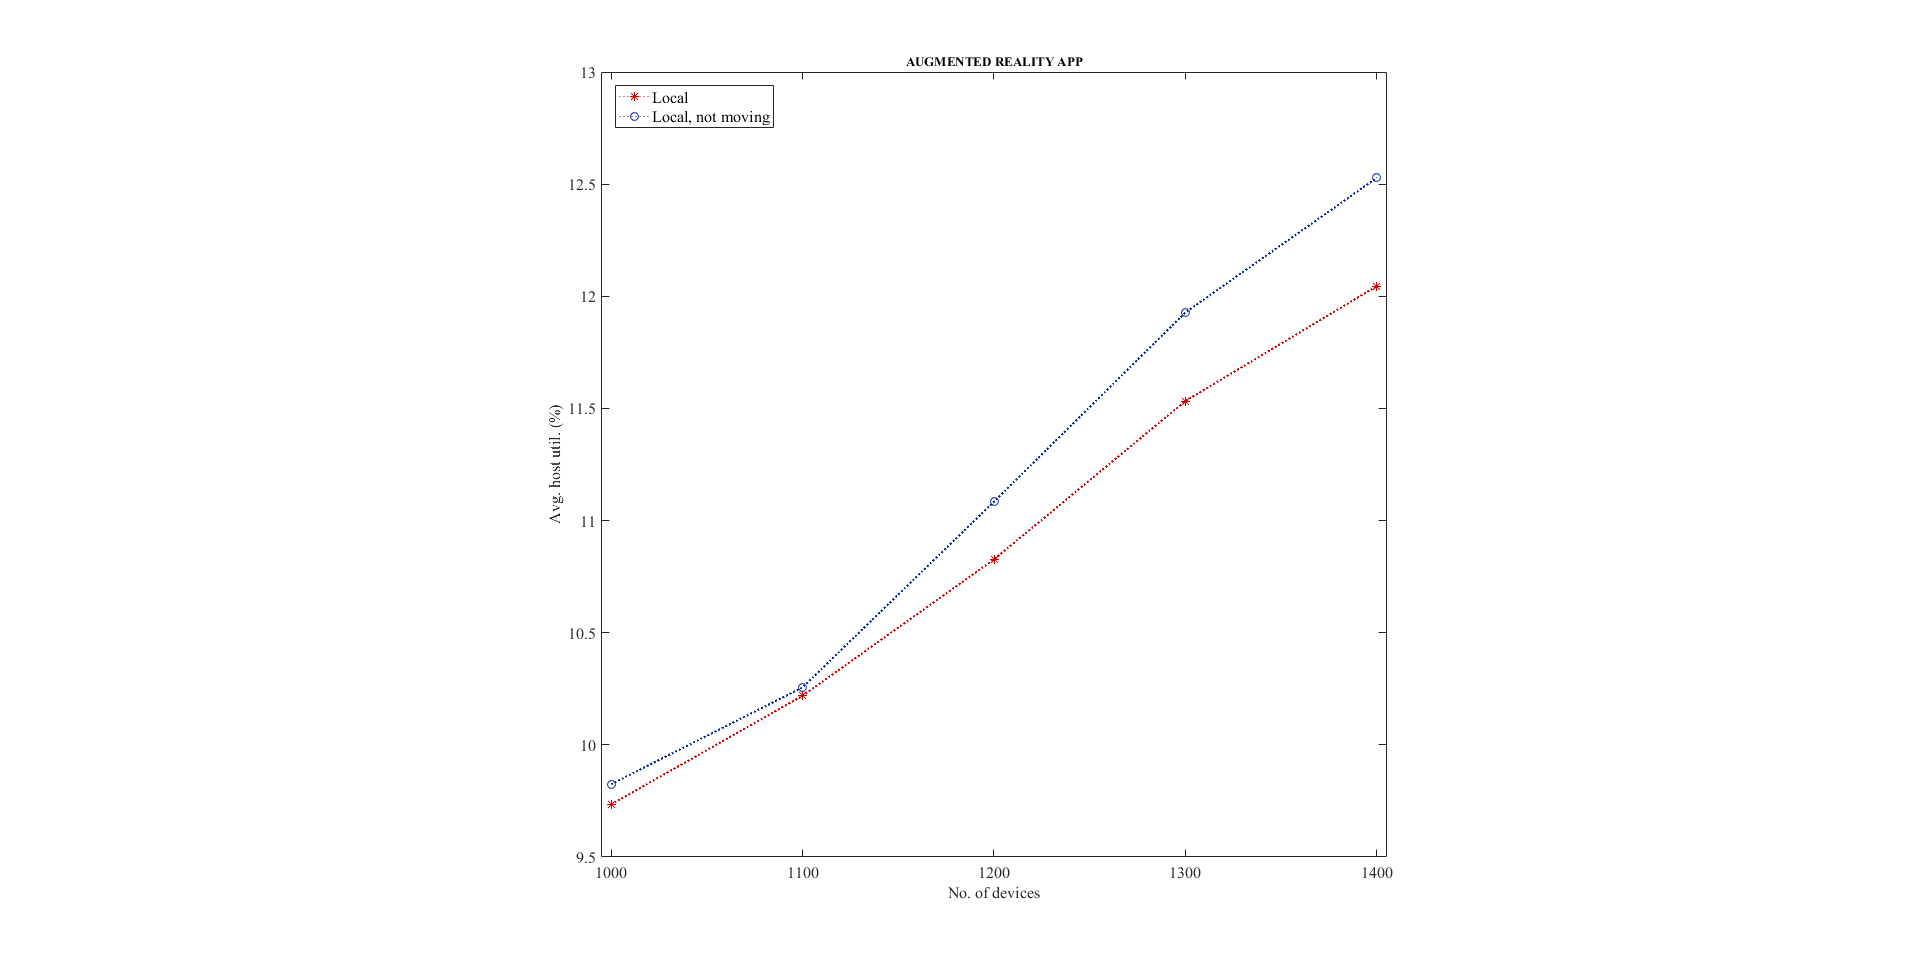 AUGMENTED REALITY APP
13
Local
Local, not moving
12.5
12
11.5
11
10.5
10
9.5
Avg. host util. (%)
1000 1100 1200 1300 1400
No. of devices